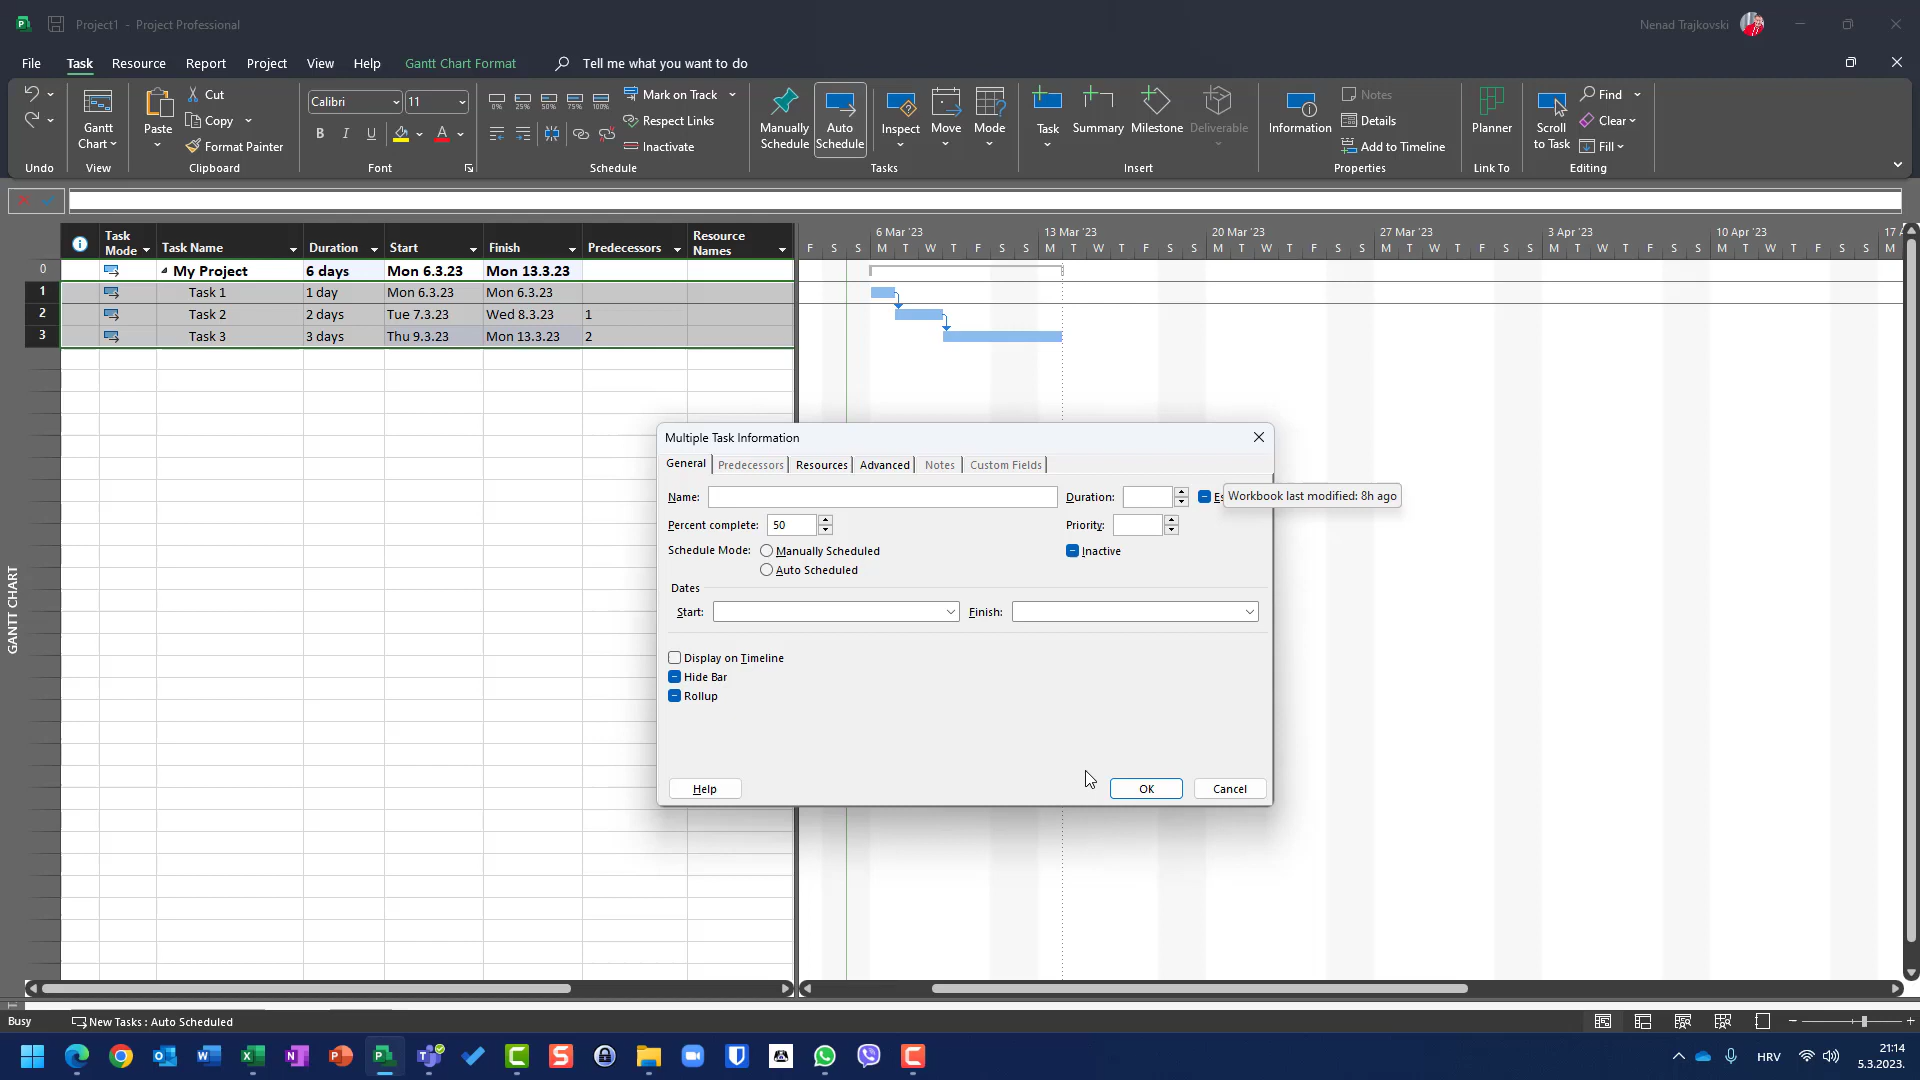 Project1 - Project Professional
Nenad Trajkovski
File Task Resource Report Project View Help Gantt Chart Format Tell me what you want to do
Undo
Gantt Chart
View
Paste
Cut
Copy
Format Painter
Clipboard
Calibri 11
B I U A
Font
0% 25% 50% 75% 100%
Mark on Track
Respect Links
Inactivate
Schedule
Manually Schedule
Auto Schedule
Inspect
Move
Mode
Tasks
Task
Summary
Milestone
Deliverable
Insert
Information
Notes
Details
Add to Timeline
Properties
Planner
Link To
Scroll to Task
Find
Clear
Fill
Editing
Task Mode Task Name Duration Start Finish Predecessors Resource Names
0 My Project 6 days Mon 6.3.23 Mon 13.3.23
1 Task 1 1 day Mon 6.3.23 Mon 6.3.23
2 Task 2 2 days Tue 7.3.23 Wed 8.3.23 1
3 Task 3 3 days Thu 9.3.23 Mon 13.3.23 2
6 Mar '23 13 Mar '23 20 Mar '23 27 Mar '23 3 Apr '23 10 Apr '23 17
F S S M T W T F S S M T W T F S S M T W T F S S M T W T F S S M T W T F S S M T W T F S S M
GANTT CHART
Multiple Task Information
General Predecessors Resources Advanced Notes Custom Fields
Name: Duration: Es
Workbook last modified: 8h ago
Percent complete: 50 Priority:
Schedule Mode: Manually Scheduled Inactive
Auto Scheduled
Dates
Start: Finish:
Display on Timeline
Hide Bar
Rollup
Help OK Cancel
Busy New Tasks : Auto Scheduled
HRV
21:14
5.3.2023.